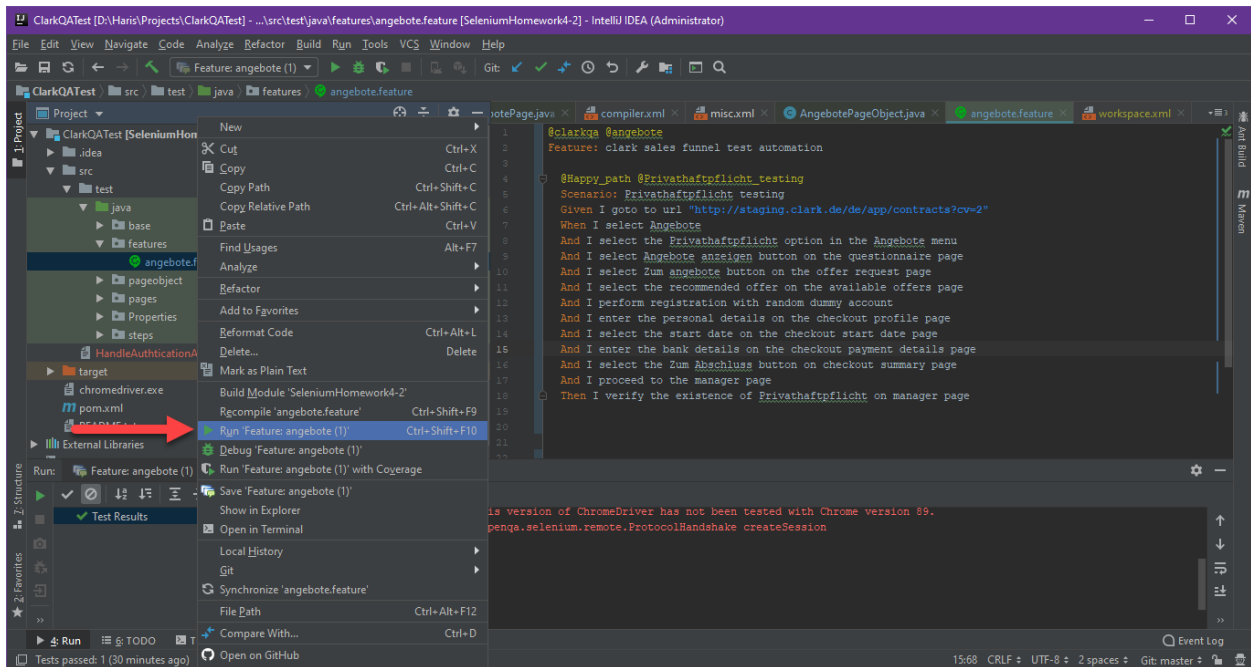 ClarkQATest [D:\Haris\Projects\ClarkQATest] - ...\src\test\java\features\angebote.feature [SeleniumHomework4-2] - IntelliJ IDEA (Administrator)
File Edit View Navigate Code Analyze Refactor Build Run Tools VCS Window Help
Feature: angebote (1) Git:
ClarkQATest src test java features angebote.feature
Project
otePage.java compiler.xml misc.xml AngebotePageObject.java angebote.feature workspace.xml
1: Project
ClarkQATest [SeleniumHon
.idea
src
test
java
base
features
angebote.f
pageobject
pages
Properties
steps
HandleAuthticationA
target
chromedriver.exe
pom.xml
External Libraries
New
Cut Ctrl+X
Copy Ctrl+C
Copy Path Ctrl+Shift+C
Copy Relative Path Ctrl+Alt+Shift+C
Paste Ctrl+V
Find Usages Alt+F7
Analyze
Refactor
Add to Favorites
Reformat Code Ctrl+Alt+L
Delete... Delete
Mark as Plain Text
Build Module 'SeleniumHomework4-2'
Recompile 'angebote.feature' Ctrl+Shift+F9
Run 'Feature: angebote (1)' Ctrl+Shift+F10
Debug 'Feature: angebote (1)'
Run 'Feature: angebote (1)' with Coverage
Save 'Feature: angebote (1)'
Show in Explorer
Open in Terminal
Local History
Git
Synchronize 'angebote.feature'
File Path Ctrl+Alt+F12
Compare With... Ctrl+D
Open on GitHub
1 @clarkqa @angebote
2 Feature: clark sales funnel test automation
3
4 @Happy_path @Privathaftpflicht_testing
5 Scenario: Privathaftpflicht testing
6 Given I goto to url "http://staging.clark.de/de/app/contracts?cv=2"
7 When I select Angebote
8 And I select the Privathaftpflicht option in the Angebote menu
9 And I select Angebote anzeigen button on the questionnaire page
10 And I select Zum angebote button on the offer request page
11 And I select the recommended offer on the available offers page
12 And I perform registration with random dummy account
13 And I enter the personal details on the checkout profile page
14 And I select the start date on the checkout start date page
15 And I enter the bank details on the checkout payment details page
16 And I select the Zum Abschluss button on checkout summary page
17 And I proceed to the manager page
18 Then I verify the existence of Privathaftpflicht on manager page
19
20
21
Ant Build
Maven
Run: Feature: angebote (1)
Test Results
is version of ChromeDriver has not been tested with Chrome version 89.
penqa.selenium.remote.ProtocolHandshake createSession
Z: Structure
2: Favorites
4: Run 6: TODO T
Event Log
Tests passed: 1 (30 minutes ago)
15:68 CRLF UTF-8 2 spaces Git: master